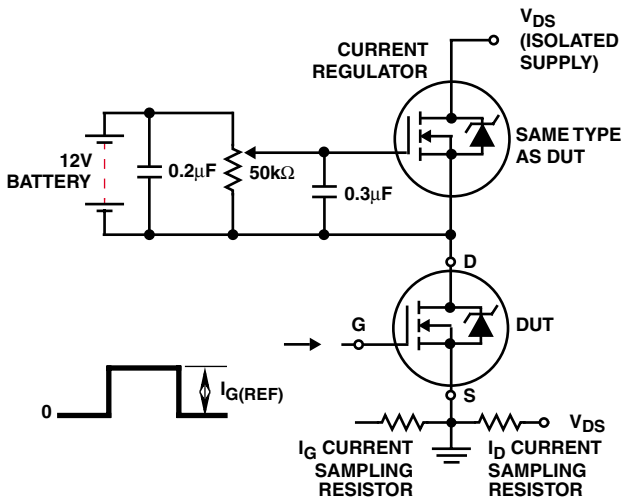 V_DS
(ISOLATED
SUPPLY)
CURRENT
REGULATOR
SAME TYPE
AS DUT
12V
BATTERY
0.2μF
50kΩ
0.3μF
D
DUT
G
I_G(REF)
0
S
V_DS
I_G CURRENT
SAMPLING
RESISTOR
I_D CURRENT
SAMPLING
RESISTOR